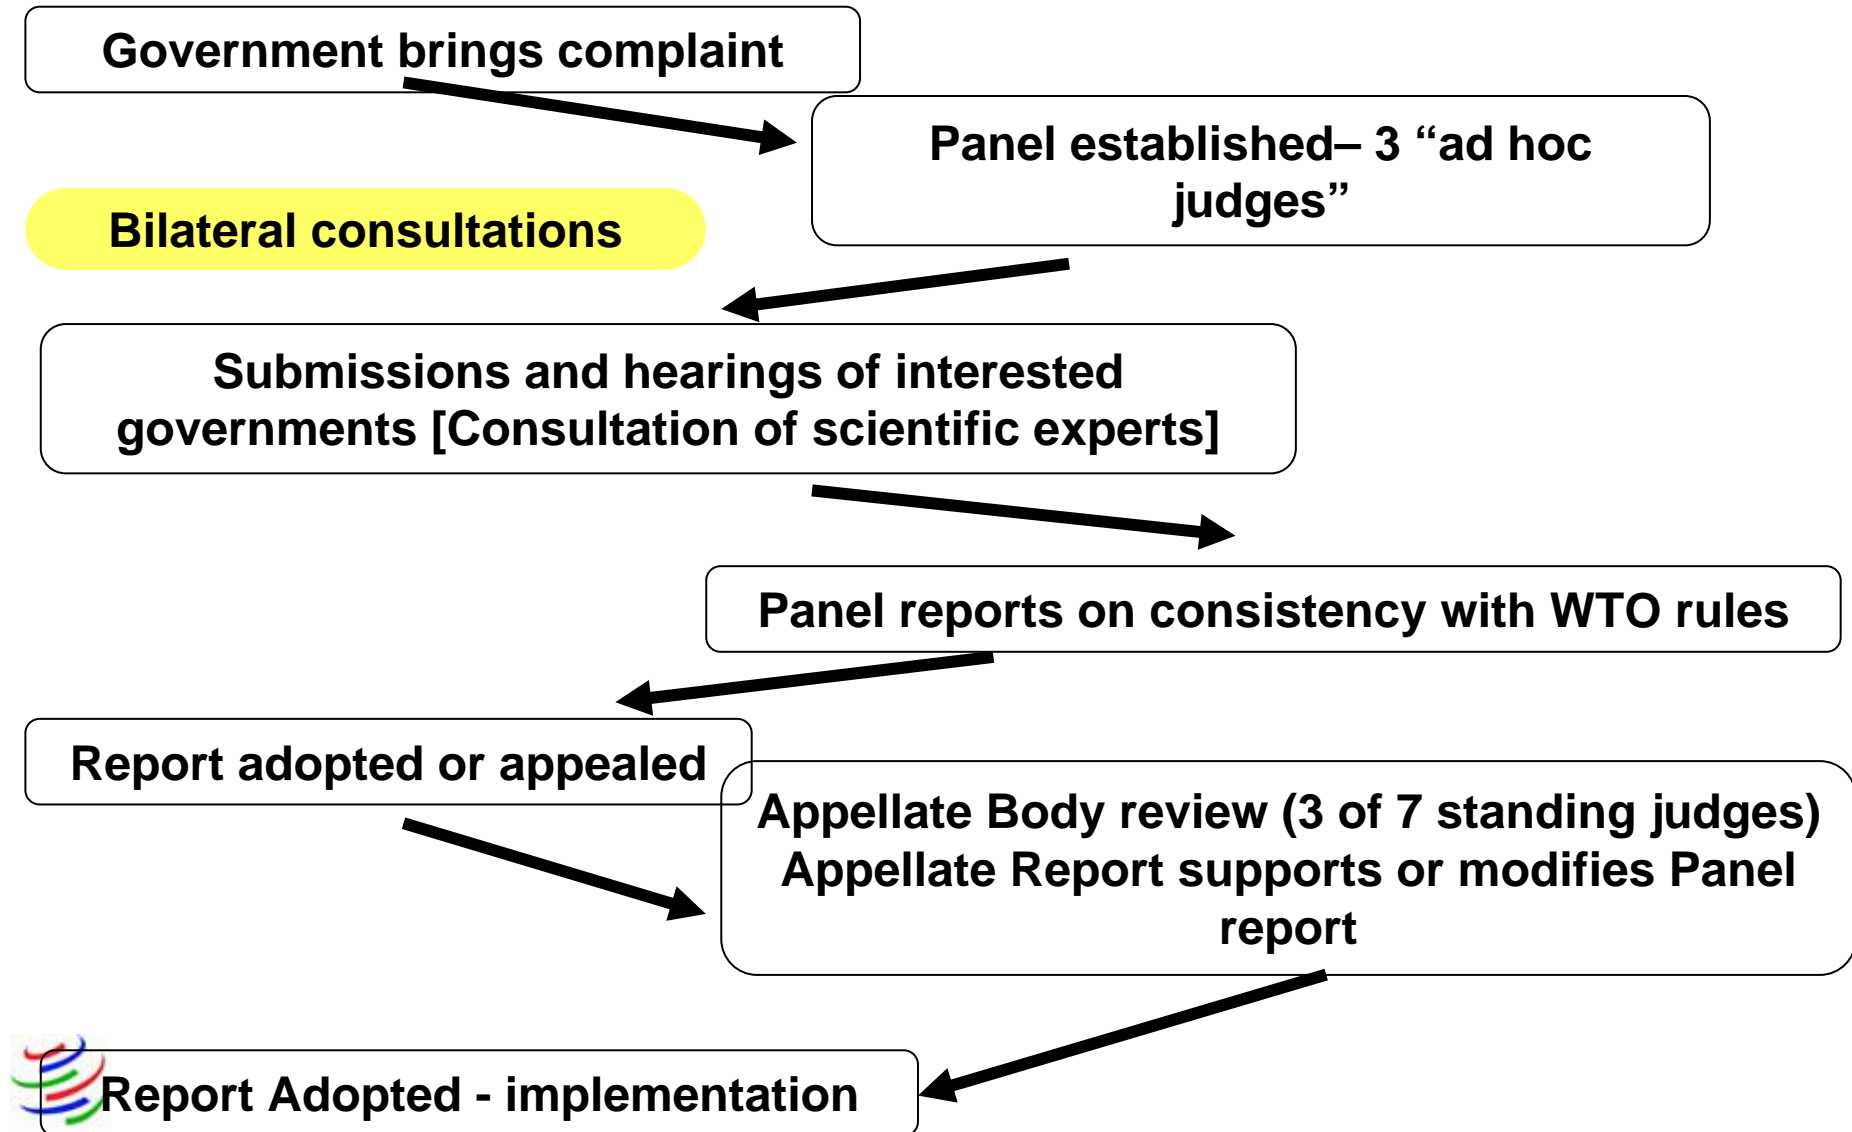 Government brings complaint
Panel established– 3 “ad hoc
judges”
Bilateral consultations
Submissions and hearings of interested
governments [Consultation of scientific experts]
Panel reports on consistency with WTO rules
Report adopted or appealed
Appellate Body review (3 of 7 standing judges)
Appellate Report supports or modifies Panel
report
Report Adopted - implementation